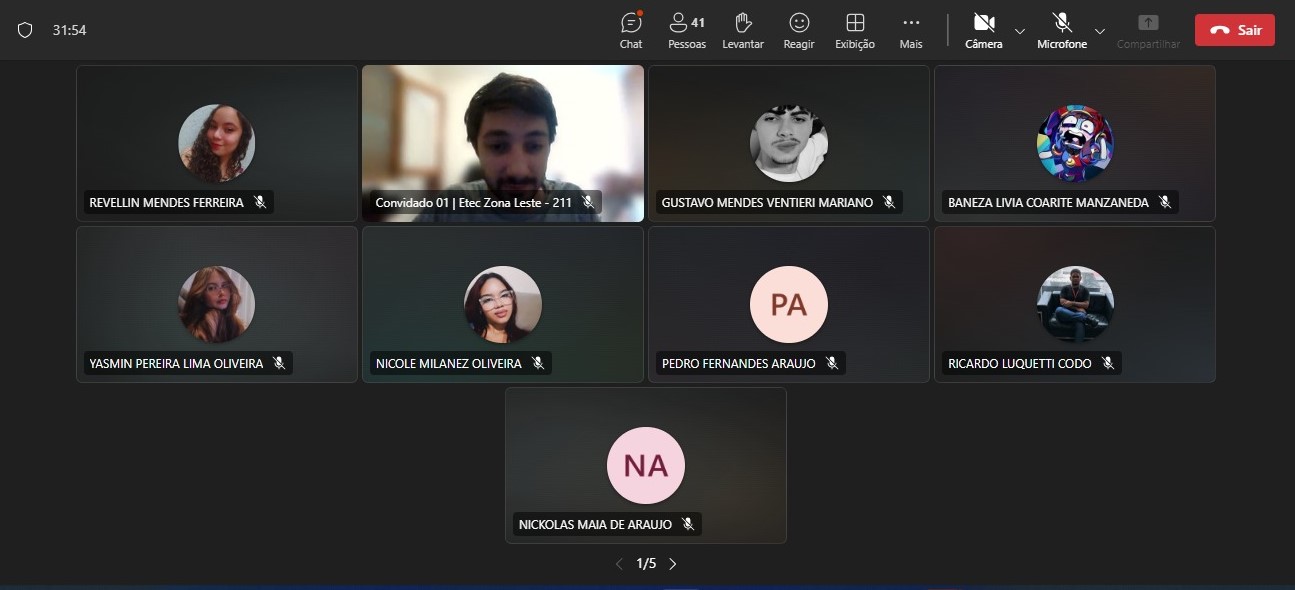 31:54
41
Chat
Pessoas
Levantar
Reagir
Exibição
Mais
Câmera
Microfone
Compartilhar
Sair
REVELLIN MENDES FERREIRA
Convidado 01 | Etec Zona Leste - 211
GUSTAVO MENDES VENTIERI MARIANO
BANEZA LIVIA COARITE MANZANEDA
YASMIN PEREIRA LIMA OLIVEIRA
NICOLE MILANEZ OLIVEIRA
PA
PEDRO FERNANDES ARAUJO
RICARDO LUQUETTI CODO
NA
NICKOLAS MAIA DE ARAUJO
1/5